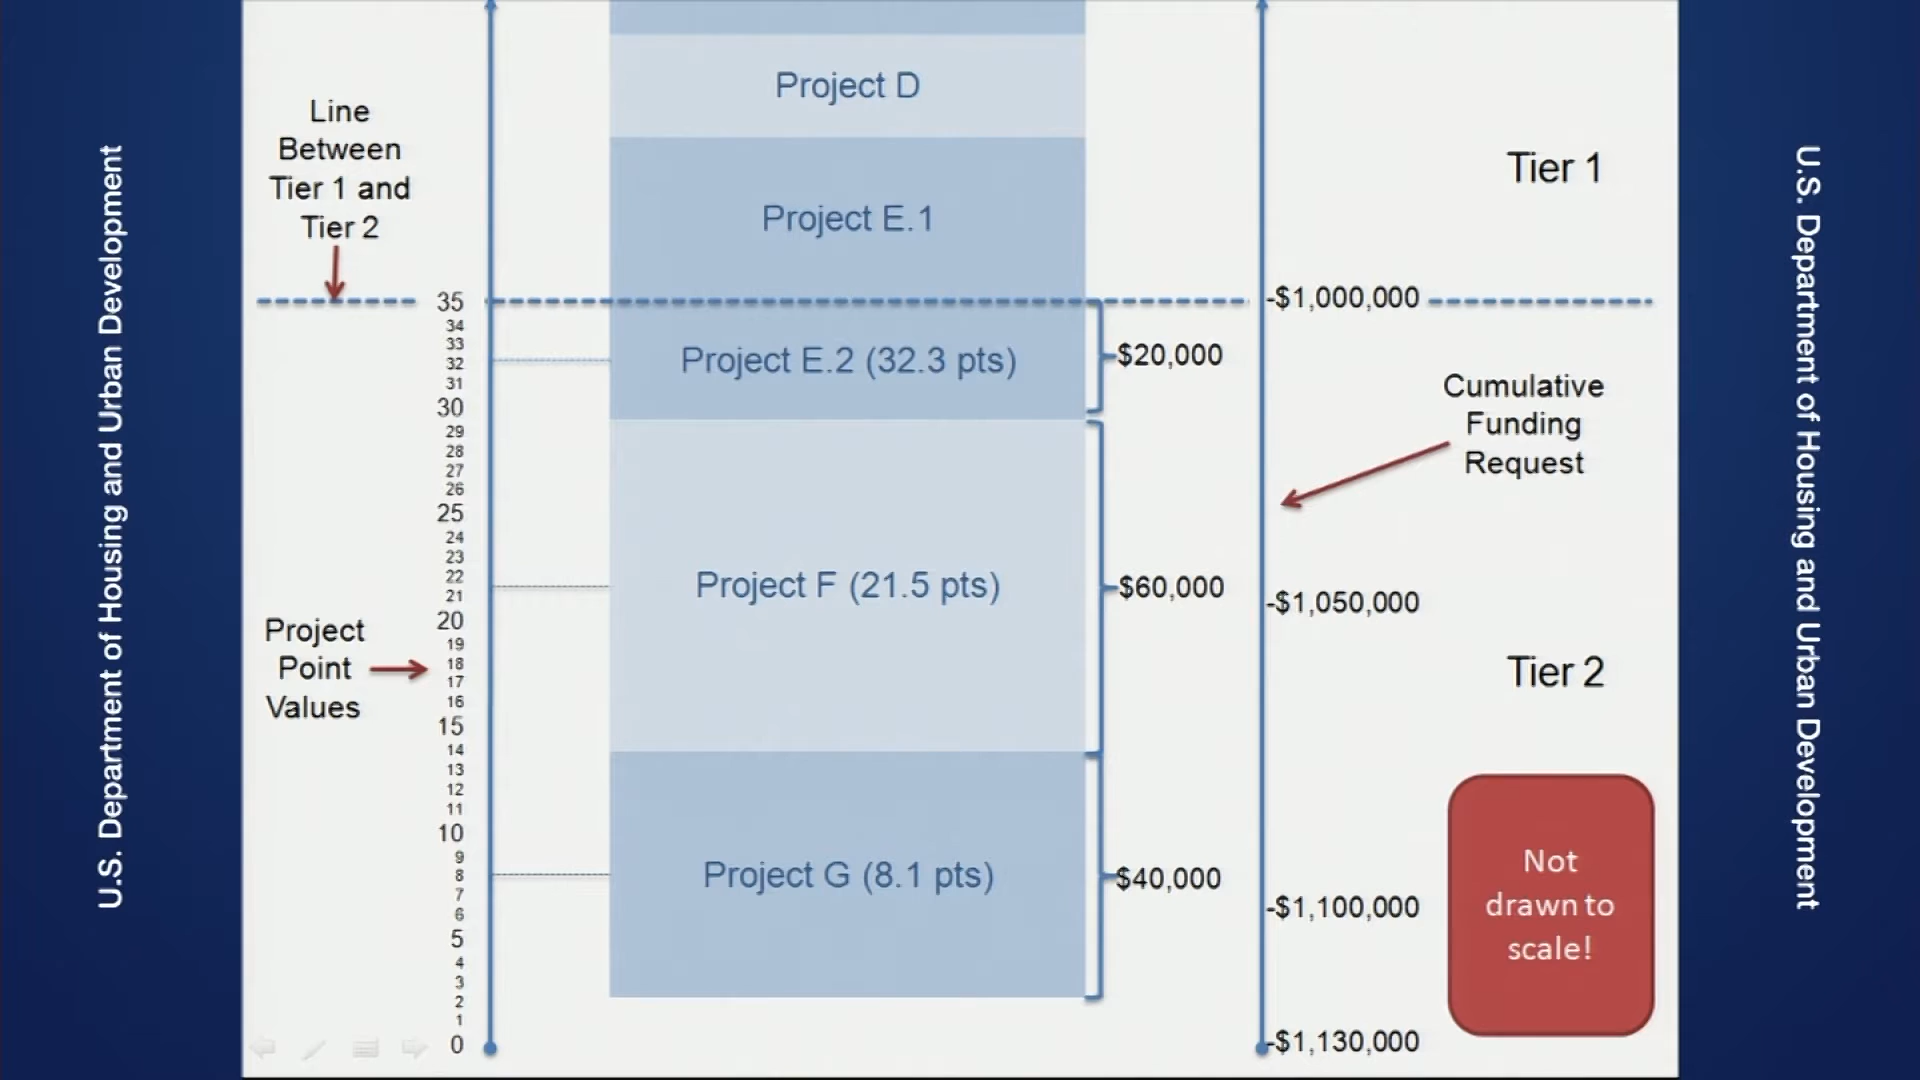 U.S. Department of Housing and Urban Development
Line
Between
Tier 1 and
Tier 2
Project
Point
Values
35
34
33
32
31
30
29
28
27
26
25
24
23
22
21
20
19
18
17
16
15
14
13
12
11
10
9
8
7
6
5
4
3
2
1
0
Project D
Project E.1
Project E.2 (32.3 pts)
Project F (21.5 pts)
Project G (8.1 pts)
$20,000
$60,000
$40,000
-$1,000,000
-$1,050,000
-$1,100,000
-$1,130,000
Tier 1
Cumulative
Funding
Request
Tier 2
Not
drawn to
scale!
U.S. Department of Housing and Urban Development